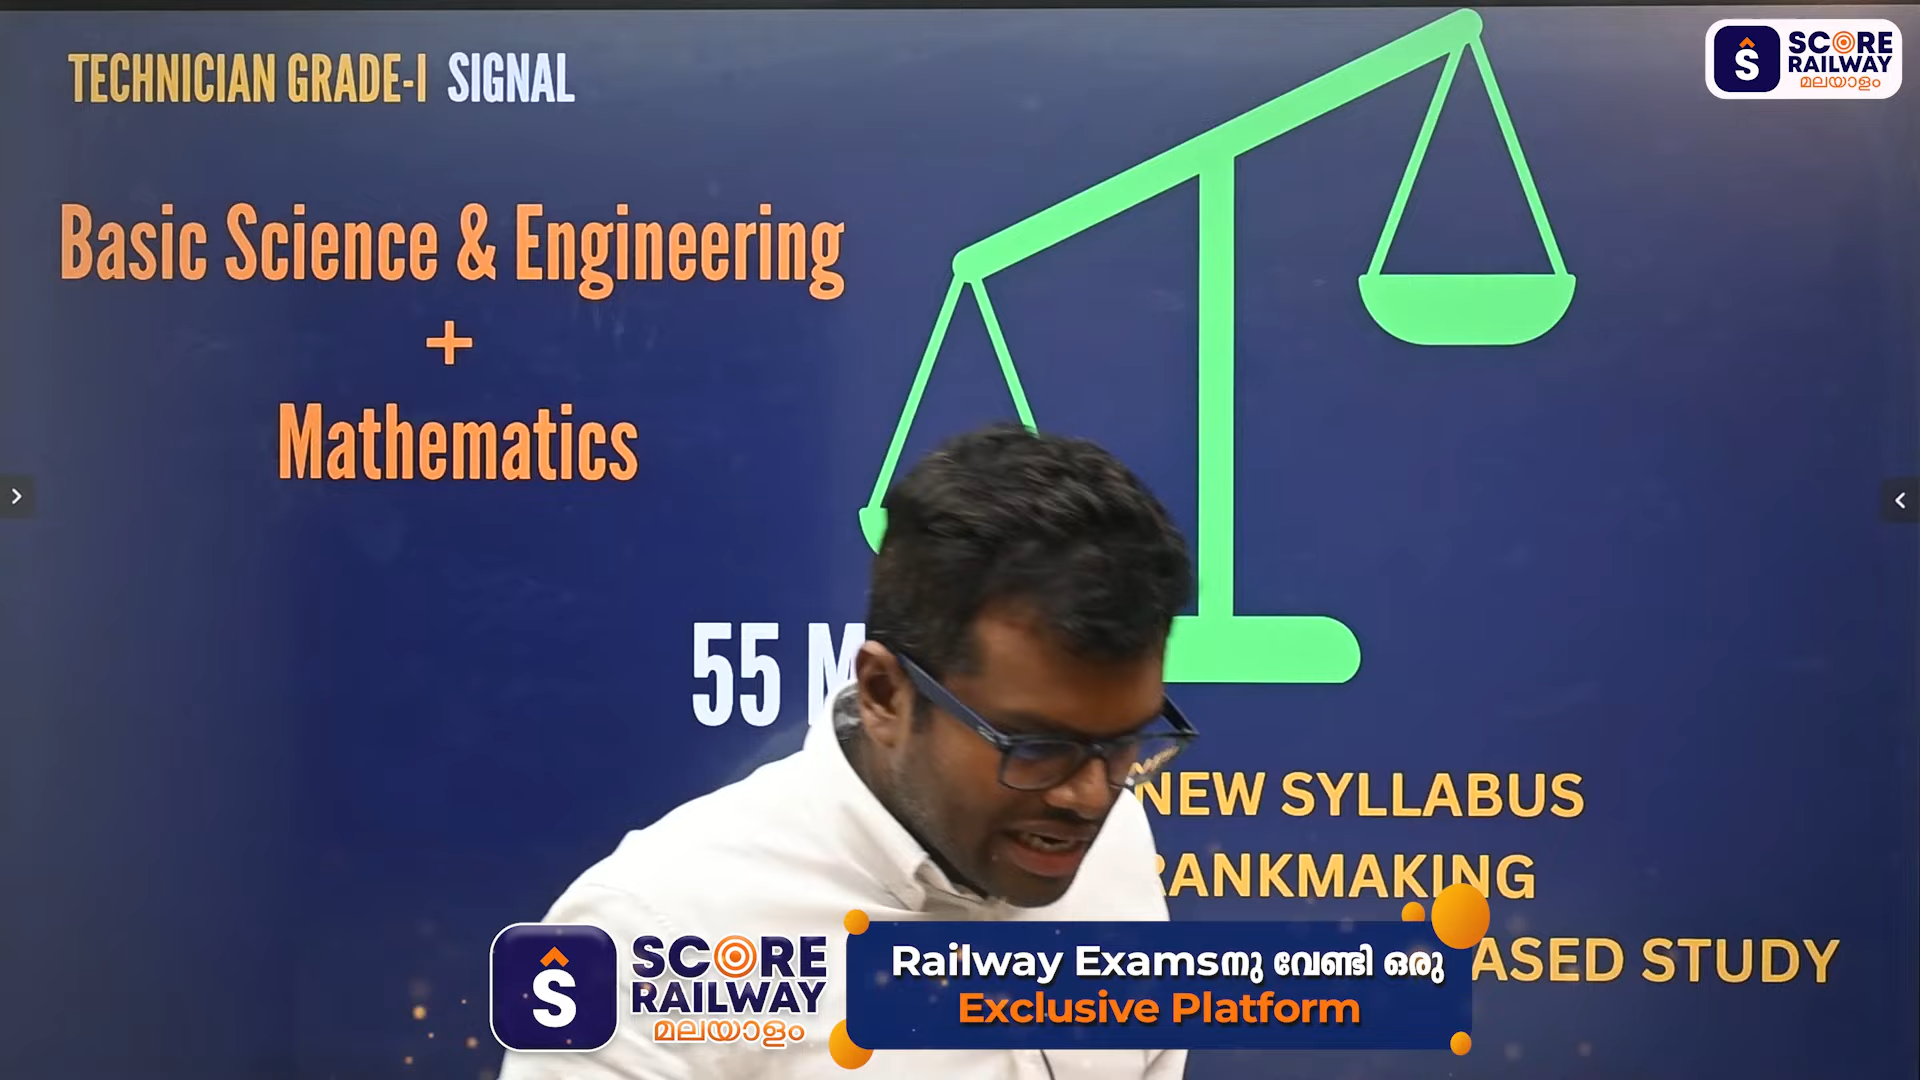 TECHNICIAN GRADE-I SIGNAL
SCORE
RAILWAY
മലയാളം
Basic Science & Engineering
+
Mathematics
55
NEW SYLLABUS
RANKMAKING
ASED STUDY
SCORE
RAILWAY
മലയാളം
Railway Examsനു വേണ്ടി ഒരു
Exclusive Platform